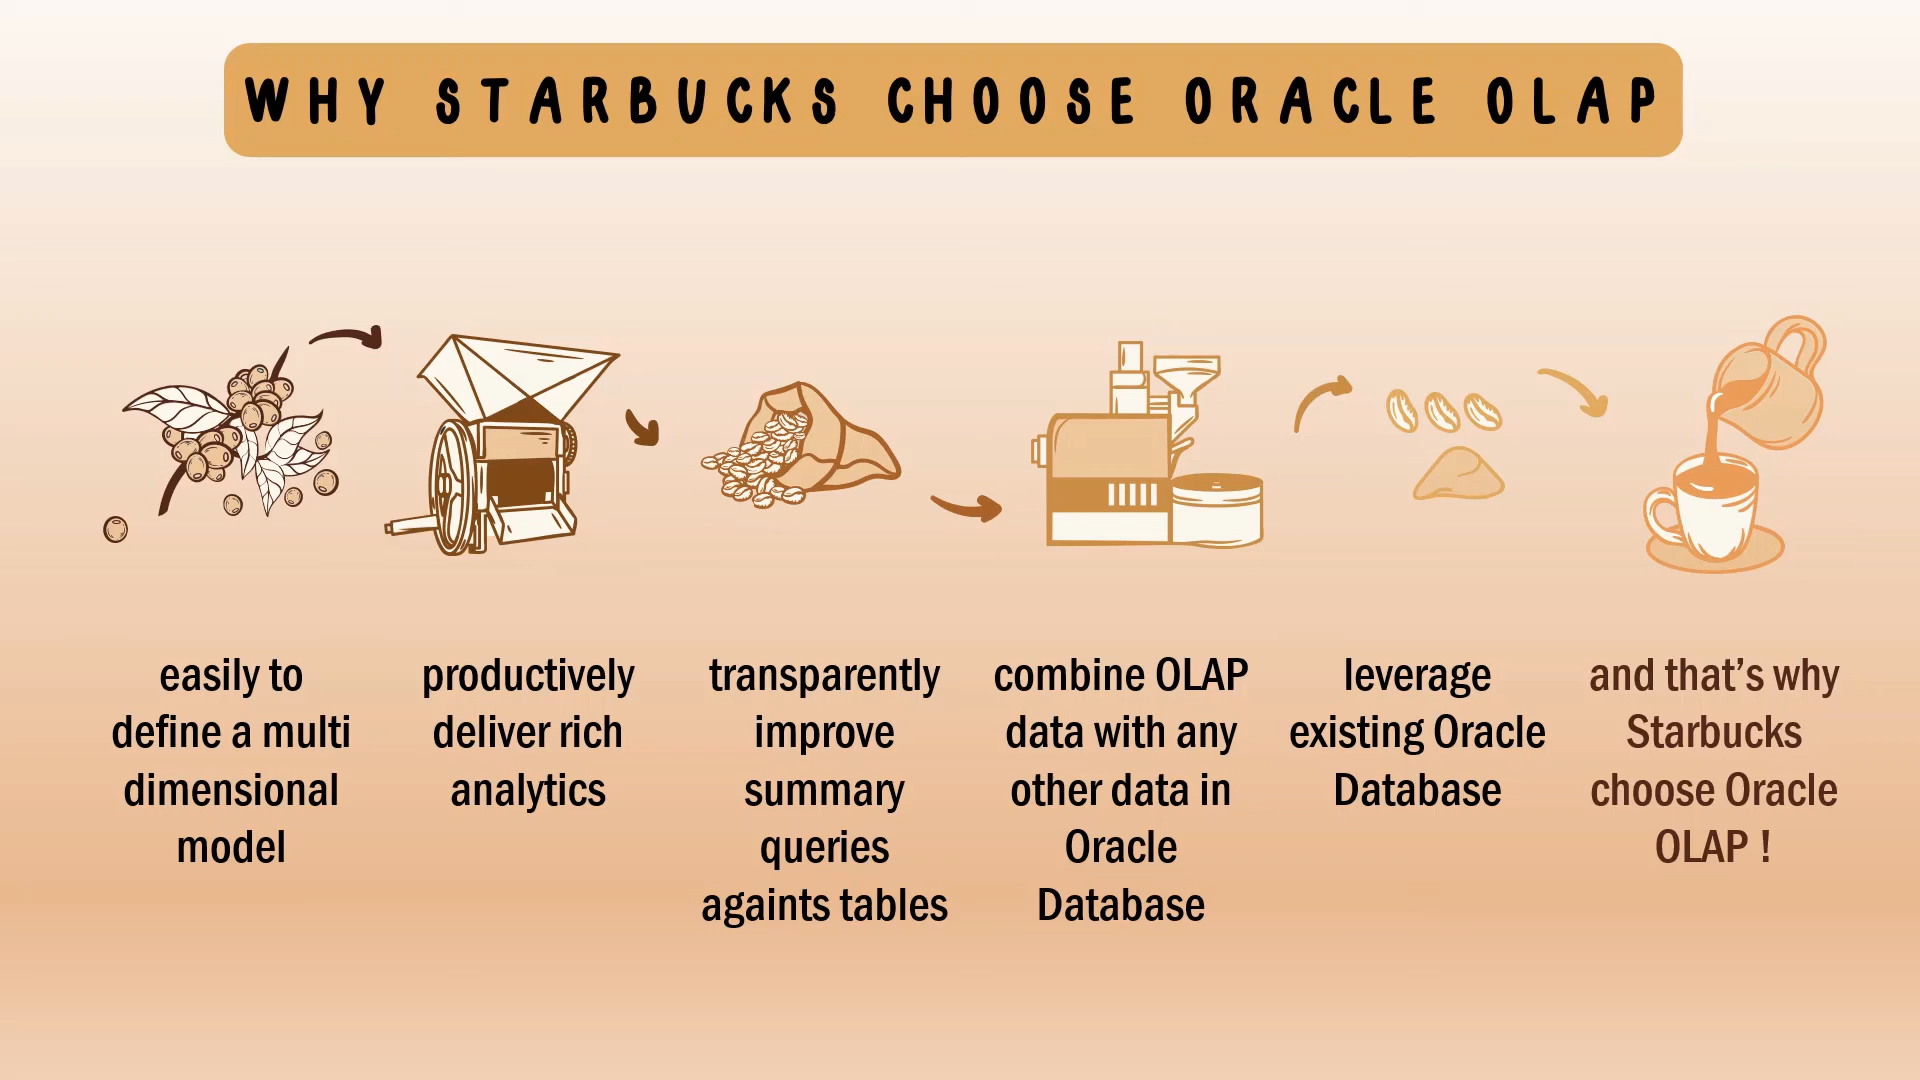 WHY STARBUCKS CHOOSE ORACLE OLAP
easily to
define a multi
dimensional
model
productively
deliver rich
analytics
transparently
improve
summary
queries
againts tables
combine OLAP
data with any
other data in
Oracle
Database
leverage
existing Oracle
Database
and that’s why
Starbucks
choose Oracle
OLAP !